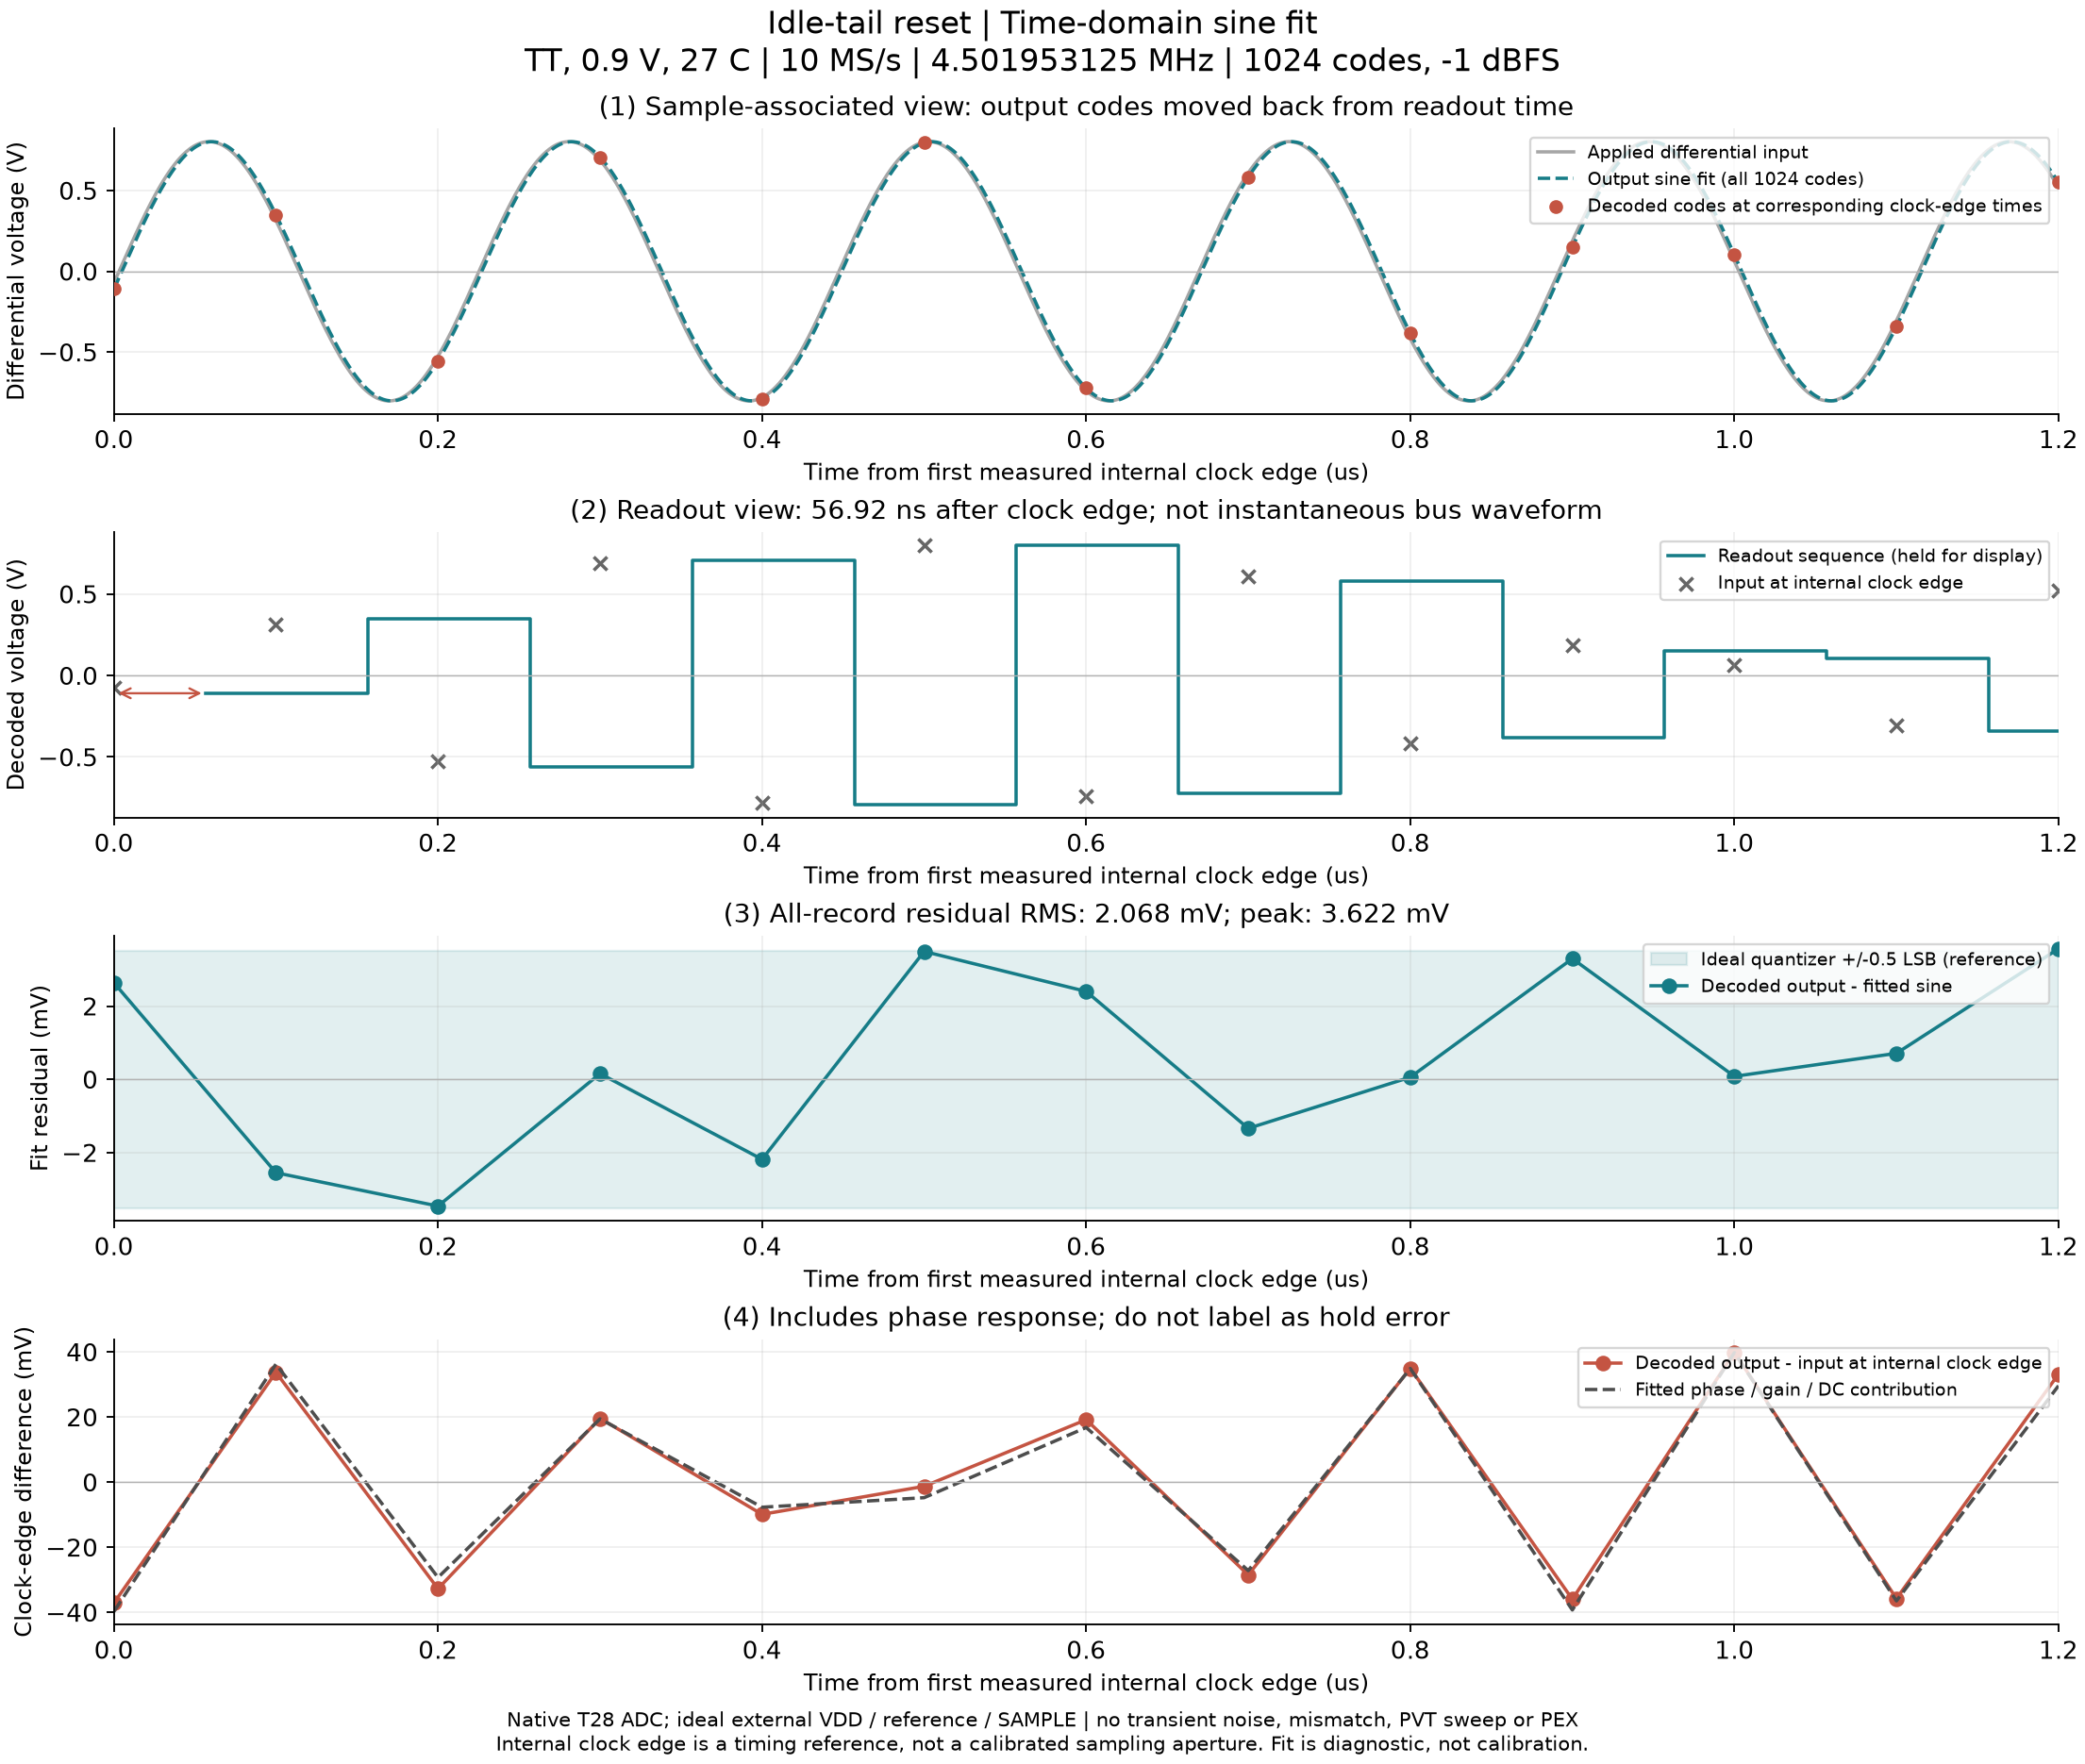 Idle-tail reset | Time-domain sine fit
TT, 0.9 V, 27 C | 10 MS/s | 4.501953125 MHz | 1024 codes, -1 dBFS
(1) Sample-associated view: output codes moved back from readout time
Differential voltage (V)
0.5
0.0
−0.5
Applied differential input
Output sine fit (all 1024 codes)
Decoded codes at corresponding clock-edge times
0.0 0.2 0.4 0.6 0.8 1.0 1.2
Time from first measured internal clock edge (us)
(2) Readout view: 56.92 ns after clock edge; not instantaneous bus waveform
Decoded voltage (V)
0.5
0.0
−0.5
Readout sequence (held for display)
Input at internal clock edge
0.0 0.2 0.4 0.6 0.8 1.0 1.2
Time from first measured internal clock edge (us)
(3) All-record residual RMS: 2.068 mV; peak: 3.622 mV
Fit residual (mV)
2
0
−2
Ideal quantizer +/-0.5 LSB (reference)
Decoded output - fitted sine
0.0 0.2 0.4 0.6 0.8 1.0 1.2
Time from first measured internal clock edge (us)
(4) Includes phase response; do not label as hold error
Clock-edge difference (mV)
40
20
0
−20
−40
Decoded output - input at internal clock edge
Fitted phase / gain / DC contribution
0.0 0.2 0.4 0.6 0.8 1.0 1.2
Time from first measured internal clock edge (us)
Native T28 ADC; ideal external VDD / reference / SAMPLE | no transient noise, mismatch, PVT sweep or PEX
Internal clock edge is a timing reference, not a calibrated sampling aperture. Fit is diagnostic, not calibration.